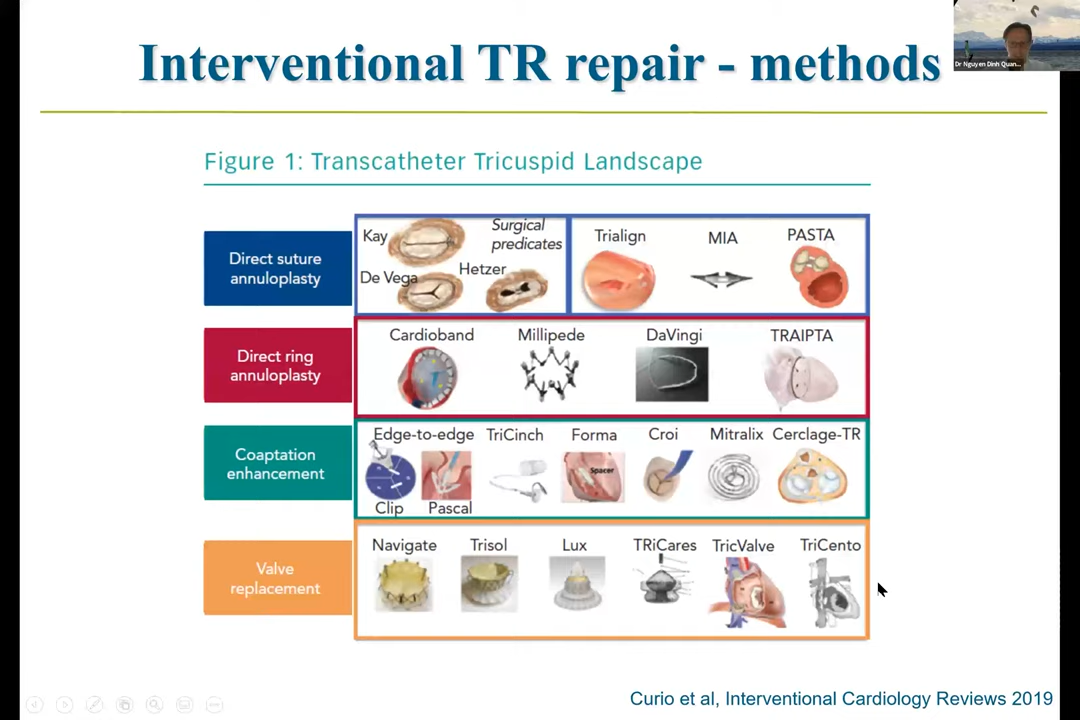 Interventional TR repair - methods
Dr Nguyen Dinh Quan...
Figure 1: Transcatheter Tricuspid Landscape
Direct suture
annuloplasty
Kay
De Vega
Hetzer
Surgical
predicates
Trialign
MIA
PASTA
Direct ring
annuloplasty
Cardioband
Millipede
DaVingi
TRAIPTA
Coaptation
enhancement
Edge-to-edge
Clip
Pascal
TriCinch
Forma
Spacer
Croi
Mitralix
Cerclage-TR
Valve
replacement
Navigate
Trisol
Lux
TRiCares
TricValve
TriCento
Curio et al, Interventional Cardiology Reviews 2019